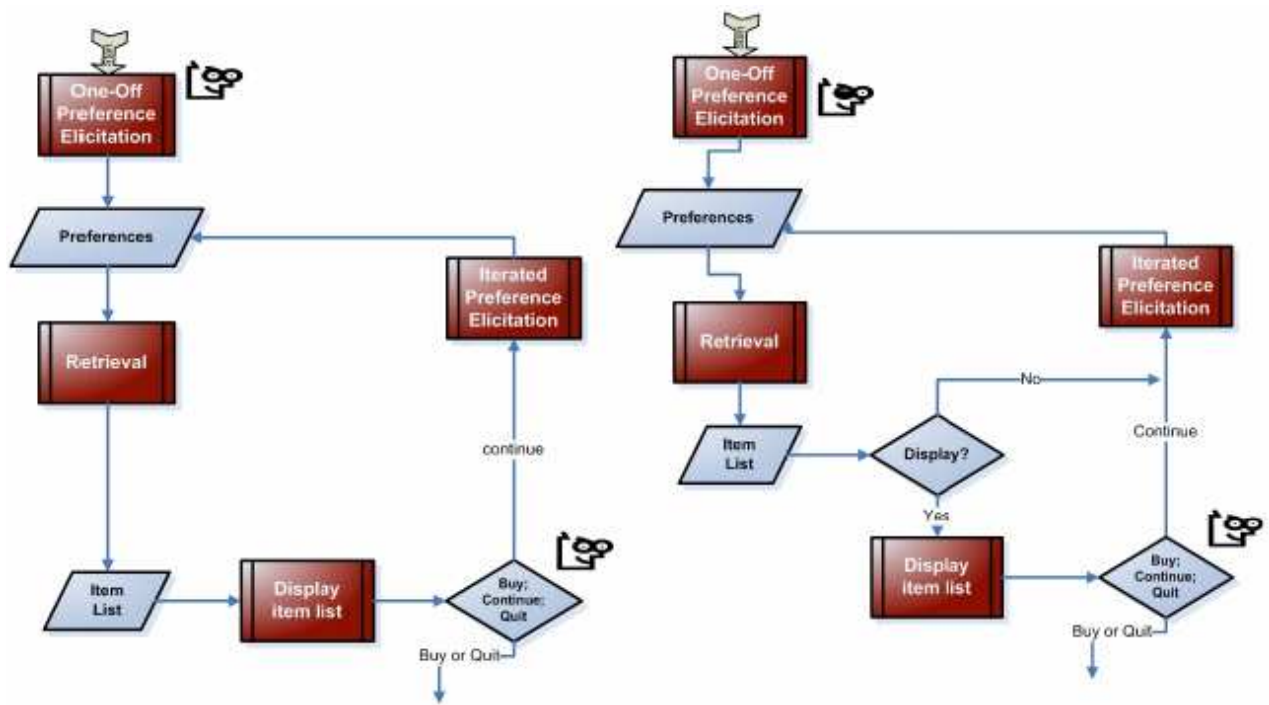 One-Off
Preference
Elicitation
Preferences
Iterated
Preference
Elicitation
Retrieval
continue
Item
List
Display
item list
Buy;
Continue;
Quit
Buy or Quit
One-Off
Preference
Elicitation
Preferences
Iterated
Preference
Elicitation
Retrieval
No
Item
List
Display?
Continue
Yes
Display
item list
Buy;
Continue;
Quit
Buy or Quit